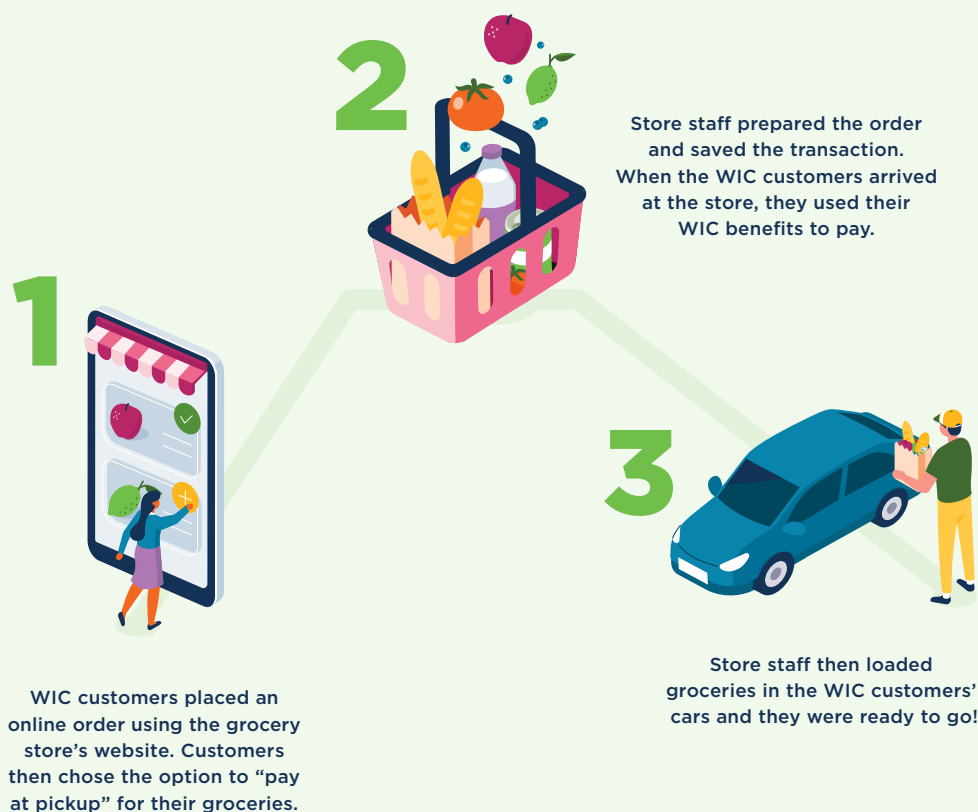 1
WIC customers placed an
online order using the grocery
store's website. Customers
then chose the option to “pay
at pickup” for their groceries.
2
Store staff prepared the order
and saved the transaction.
When the WIC customers arrived
at the store, they used their
WIC benefits to pay.
3
Store staff then loaded
groceries in the WIC customers'
cars and they were ready to go!